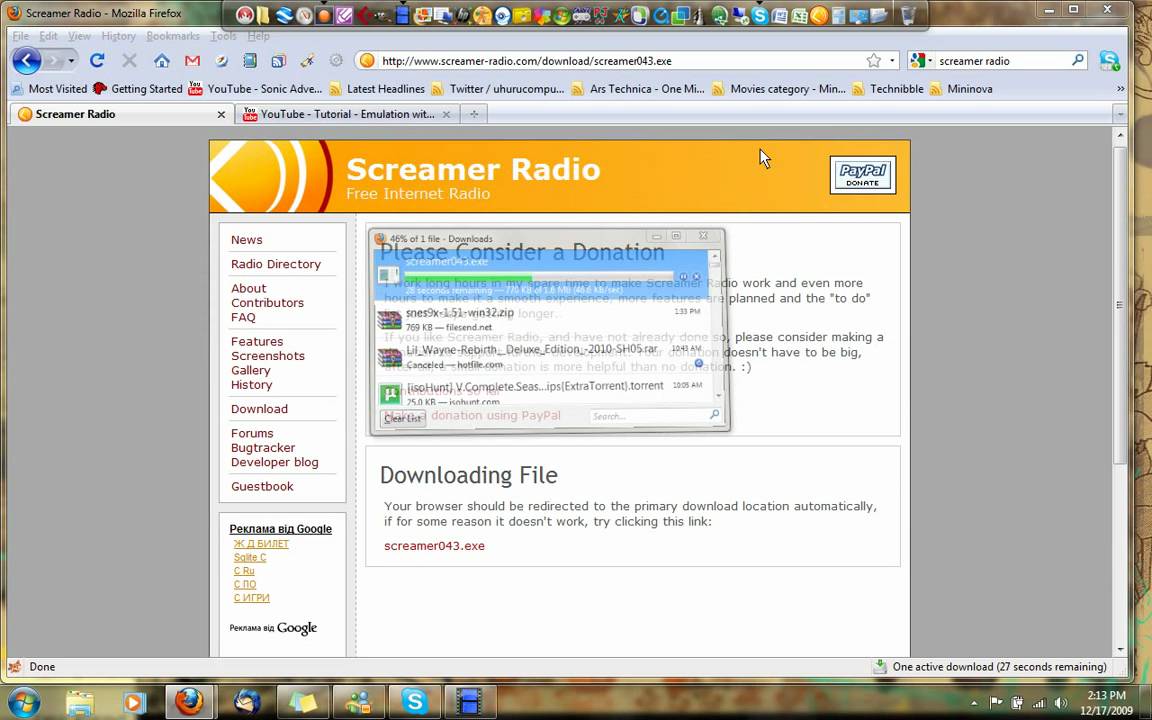 Screamer Radio - Mozilla Firefox
File Edit View History Bookmarks Tools Help
http://www.screamer-radio.com/download/screamer043.exe
screamer radio
Most Visited Getting Started YouTube - Sonic Adve... Latest Headlines Twitter / uhurucompu... Ars Technica - One Mi... Movies category - Min... Technibble Mininova »
Screamer Radio
YouTube - Tutorial - Emulation wit...
Screamer Radio
Free Internet Radio
PayPal
DONATE
News
Radio Directory
About
Contributors
FAQ
Features
Screenshots
Gallery
History
Download
Forums
Bugtracker
Developer blog
Guestbook
Реклама від Google
Ж Д БИЛЕТ
Sqlite C
C Ru
С ПО
С ИГРИ
Реклама від Google
Please Consider a Donation
I work long hours in my spare time to make Screamer Radio work and even more
hours to make it a smooth experience, more features are planned and the "to do"
longer..
If you like Screamer Radio, and have not already done so, please consider making a
donation doesn't have to be big,
a small donation is more helpful than no donation. :)
Make a donation using PayPal
46% of 1 file - Downloads
screamer043.exe
28 seconds remaining — 770 KB of 1.6 MB (46.6 KB/sec)
snes9x-1.51-win32.zip 1:33 PM
769 KB — filesend.net
Lil_Wayne-Rebirth_(Deluxe_Edition)-2010-SH05.rar 10:43 AM
Canceled — hotfile.com
[isoHunt] V.Complete.Seas...ips(ExtraTorrent).torrent 10:05 AM
25.0 KB — isohunt.com
Clear List
Search...
Downloading File
Your browser should be redirected to the primary download location automatically,
if for some reason it doesn't work, try clicking this link:
screamer043.exe
Done
One active download (27 seconds remaining)
2:13 PM
12/17/2009